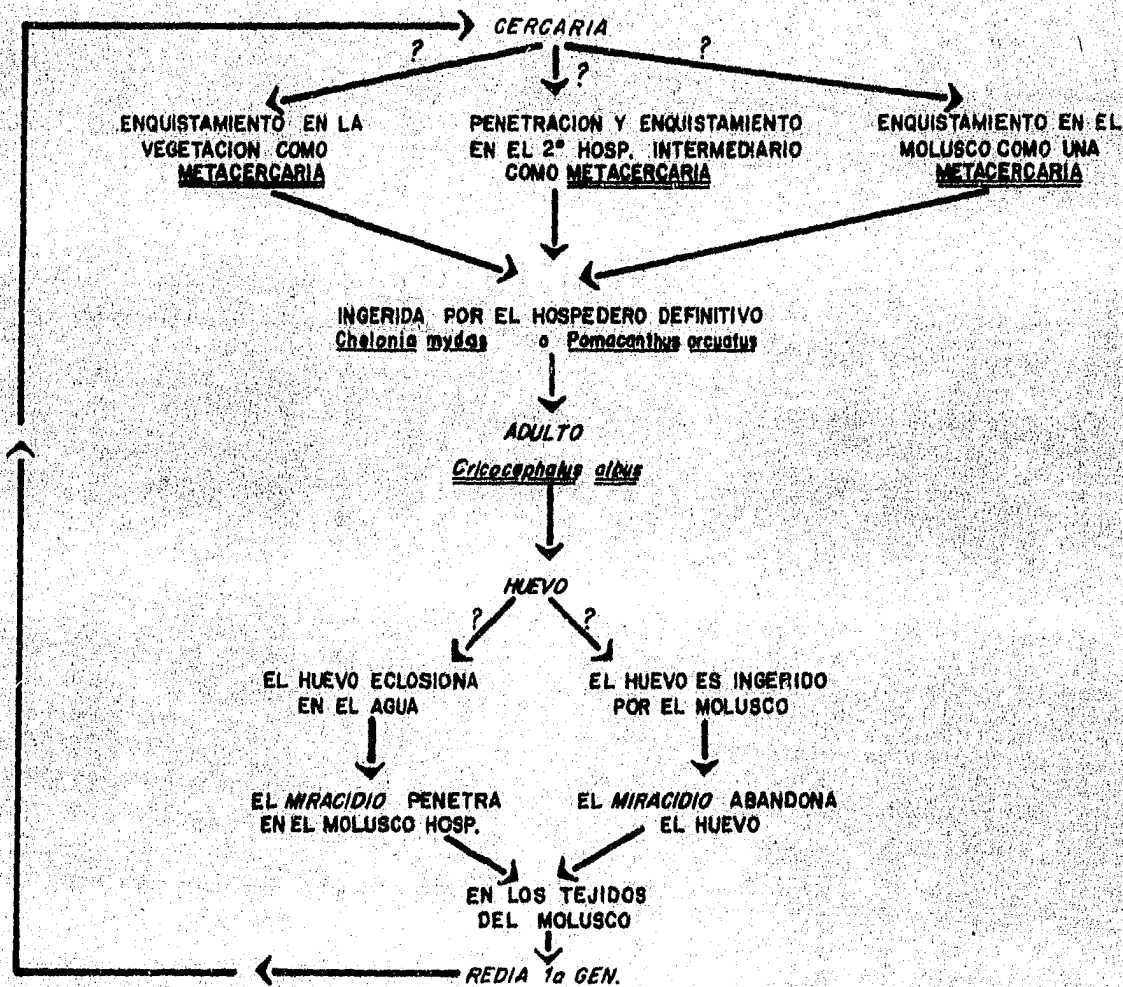 CERCARIA
?
?
?
ENQUISTAMIENTO EN LA
VEGETACION COMO
METACERCARIA
PENETRACION Y ENQUISTAMIENTO
EN EL 2º HOSP. INTERMEDIARIO
COMO METACERCARIA
ENQUISTAMIENTO EN EL
MOLUSCO COMO UNA
METACERCARIA
INGERIDA POR EL HOSPEDERO DEFINITIVO
Chelonia mydas o Pomacanthus arcuatus
ADULTO
Cricocephalus albus
HUEVO
?
?
EL HUEVO ECLOSIONA
EN EL AGUA
EL HUEVO ES INGERIDO
POR EL MOLUSCO
EL MIRACIDIO PENETRA
EN EL MOLUSCO HOSP.
EL MIRACIDIO ABANDONA
EL HUEVO
EN LOS TEJIDOS
DEL MOLUSCO
REDIA 1a GEN.